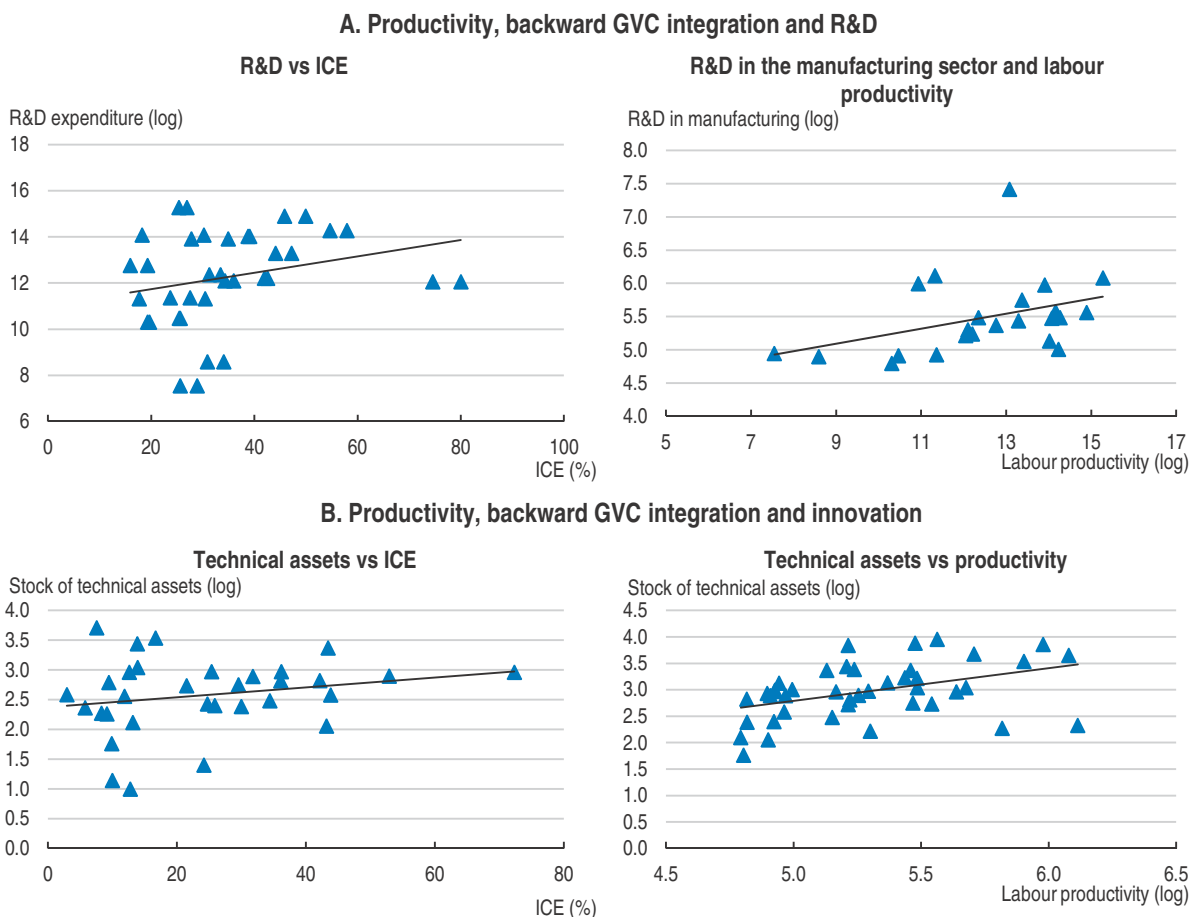 A. Productivity, backward GVC integration and R&D
R&D vs ICE
R&D expenditure (log)
18
16
14
12
10
8
6
0 20 40 60 80 100
ICE (%)
R&D in the manufacturing sector and labour
productivity
R&D in manufacturing (log)
8.0
7.5
7.0
6.5
6.0
5.5
5.0
4.5
4.0
5 7 9 11 13 15 17
Labour productivity (log)
B. Productivity, backward GVC integration and innovation
Technical assets vs ICE
Stock of technical assets (log)
4.0
3.5
3.0
2.5
2.0
1.5
1.0
0.5
0.0
0 20 40 60 80
ICE (%)
Technical assets vs productivity
Stock of technical assets (log)
4.5
4.0
3.5
3.0
2.5
2.0
1.5
1.0
0.5
0.0
4.5 5.0 5.5 6.0 6.5
Labour productivity (log)